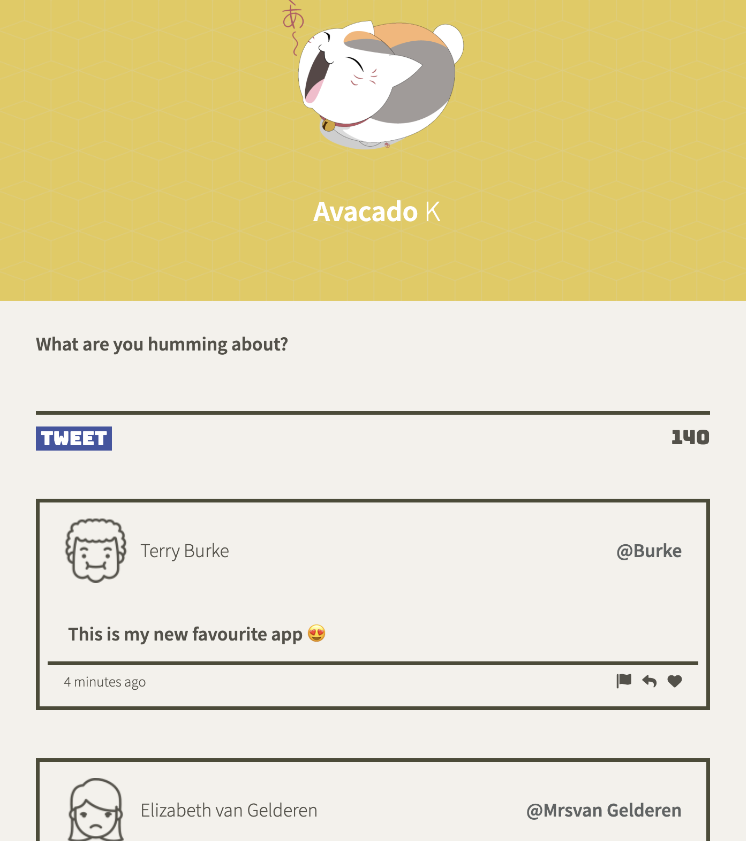 あ〜
Avacado K
What are you humming about?
TWEET 140
Terry Burke @Burke
This is my new favourite app 😍
4 minutes ago
Elizabeth van Gelderen @Mrsvan Gelderen